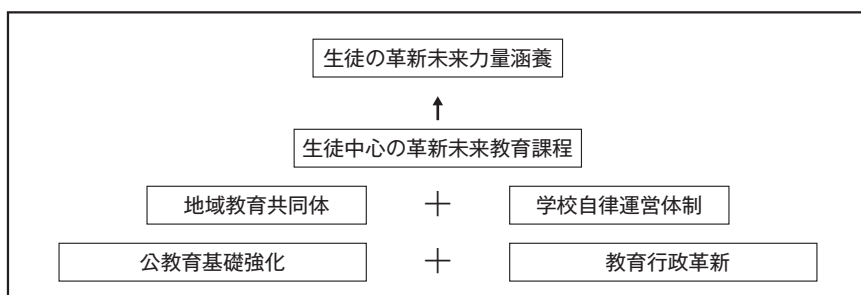 生徒の革新未来力量涵養
生徒中心の革新未来教育課程
地域教育共同体 + 学校自律運営体制
公教育基礎強化 + 教育行政革新